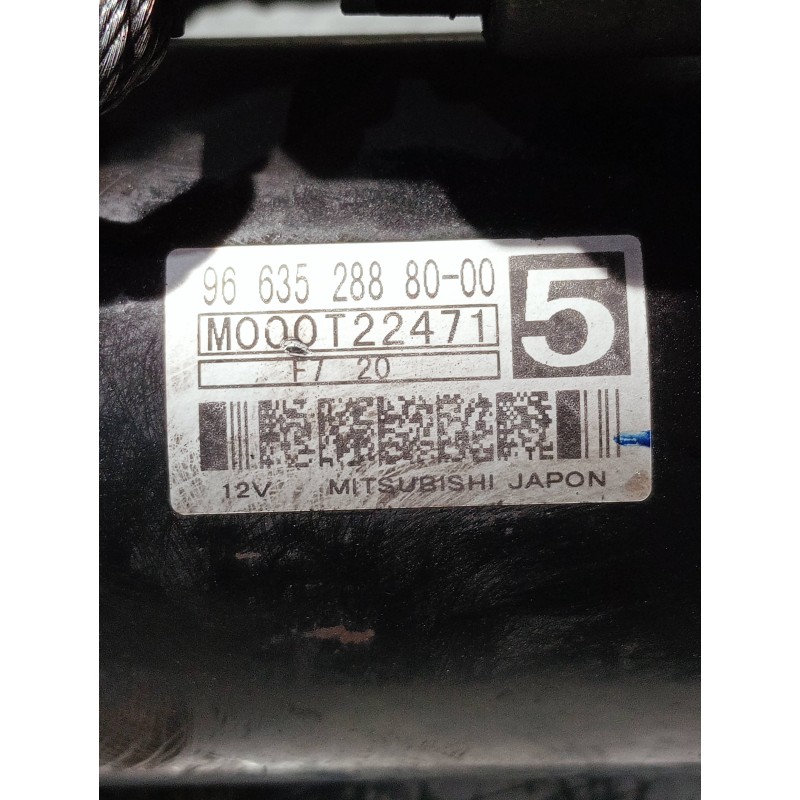 96 635 288 80-00
5
M000T22471
F7 20
12V MITSUBISHI JAPON